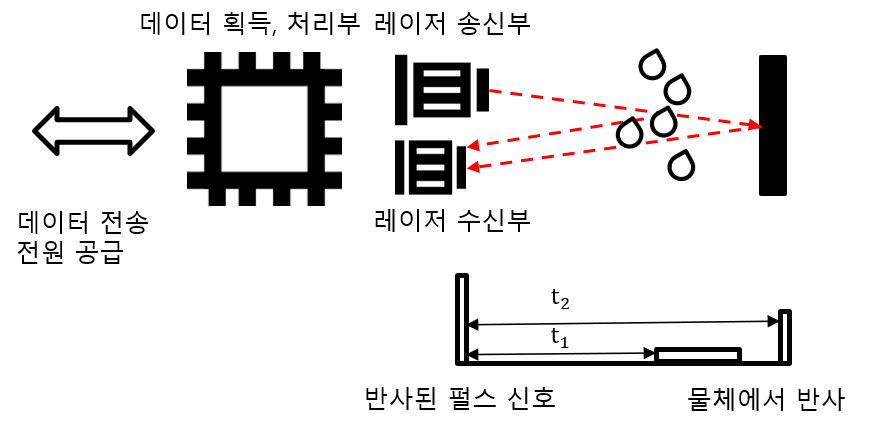 데이터 획득, 처리부 레이저 송신부
데이터 전송
전원 공급
레이저 수신부
t₂
t₁
반사된 펄스 신호
물체에서 반사